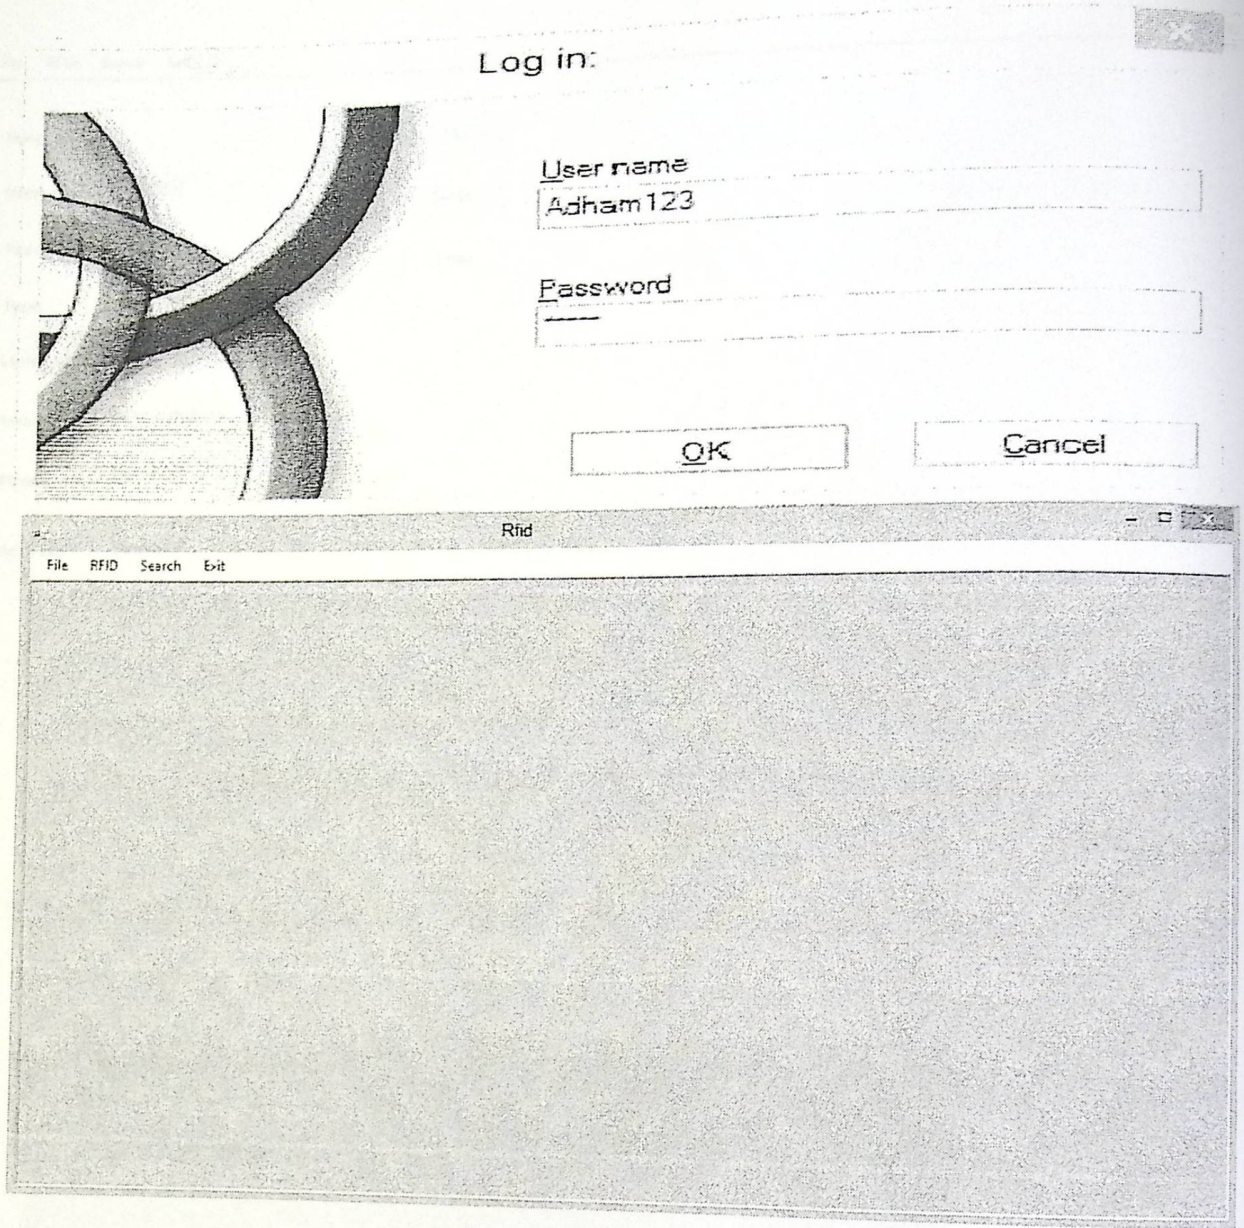 Log in:
User name
Adham123
Password
OK Cancel
Rfid
File RFID Search Exit